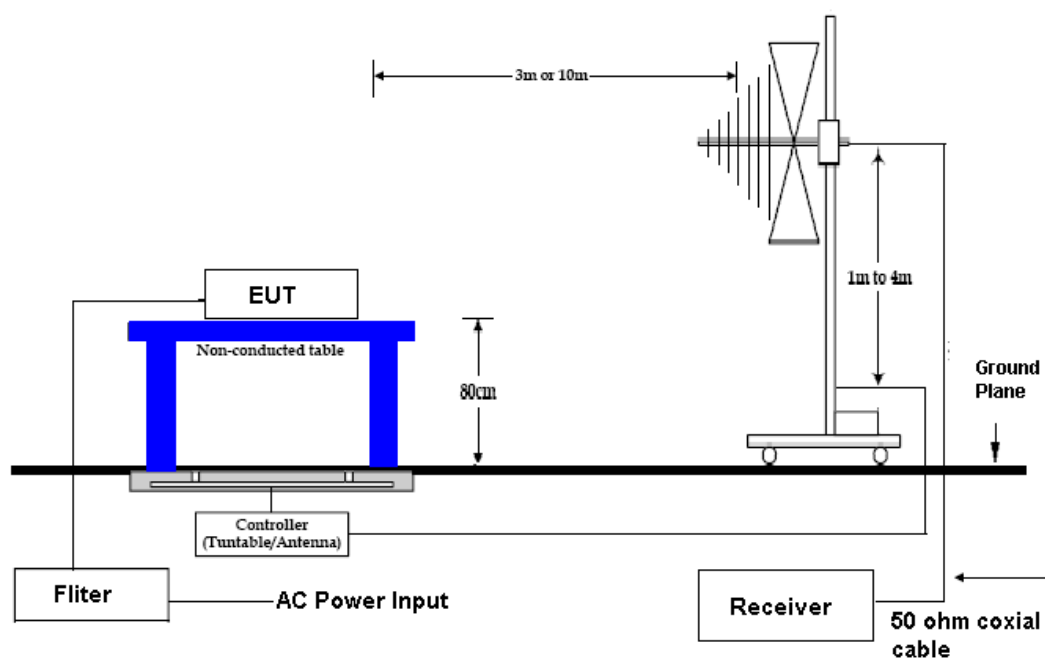 3m or 10m
EUT
Non-conducted table
80cm
1m to 4m
Ground
Plane
Controller
(Tuntable/Antenna)
Fliter
AC Power Input
Receiver
50 ohm coxial
cable